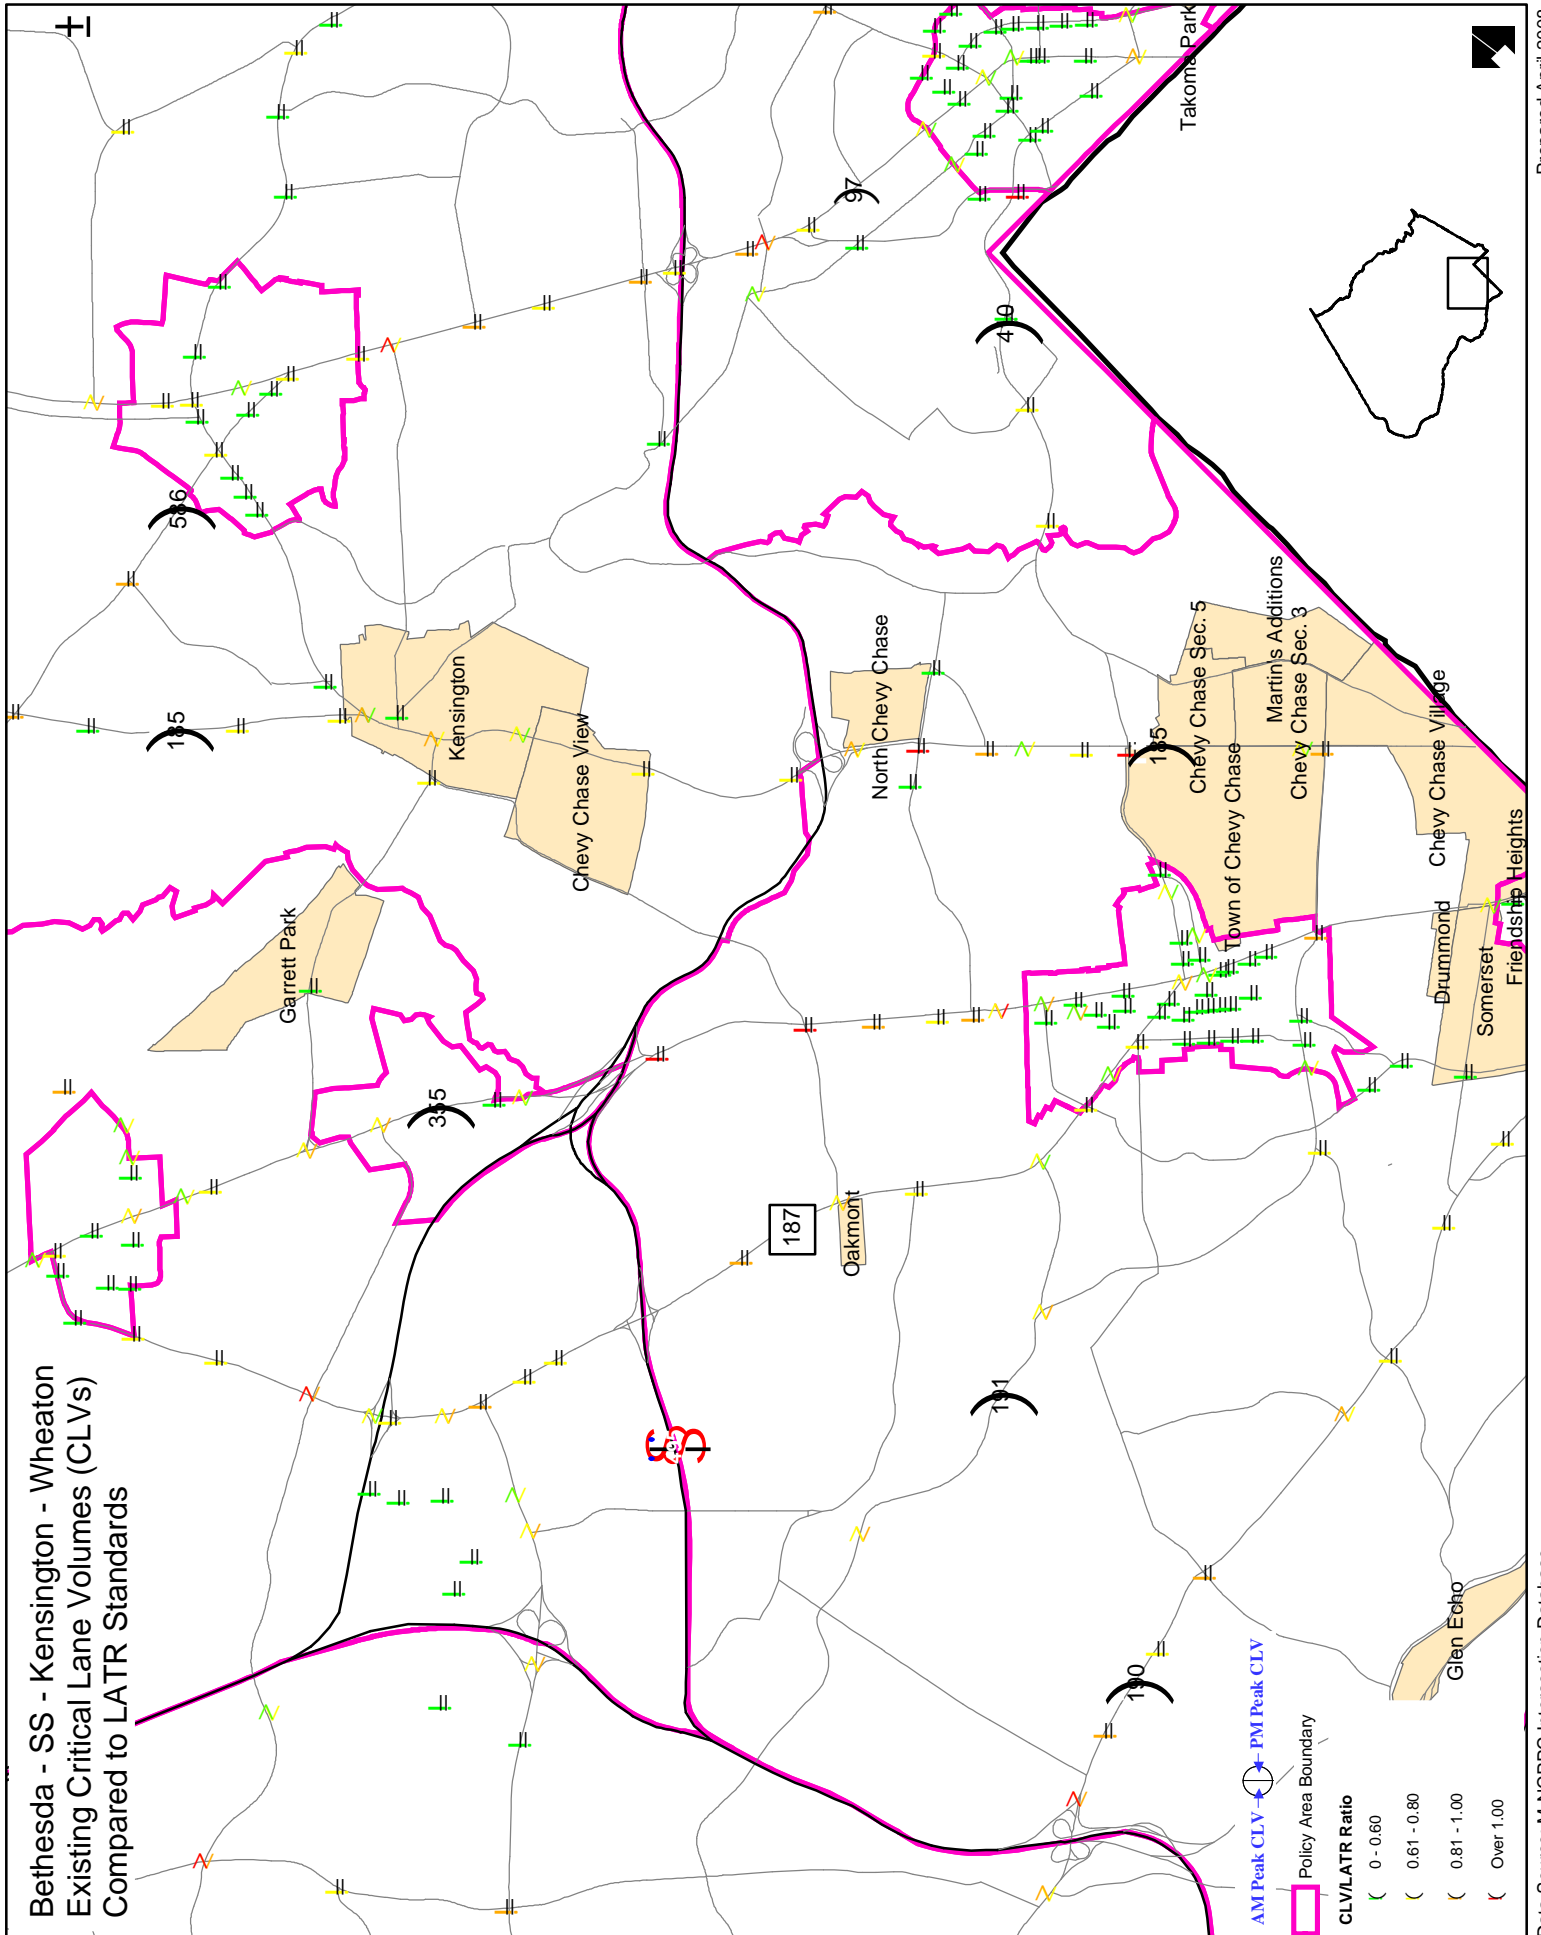 Bethesda - SS - Kensington - Wheaton
Existing Critical Lane Volumes (CLVs)
Compared to LATR Standards
586
185
Kensington
Chevy Chase View
Garrett Park
355
187
Oakmont
97
410
North Chevy Chase
185
Takoma Park
Chevy Chase Sec. 5
Martin's Additions
Chevy Chase Sec. 3
Town of Chevy Chase
Chevy Chase Village
Drummond
Somerset
Friendship Heights
191
190
Glen Echo
AM Peak CLV PM Peak CLV
Policy Area Boundary
CLV/LATR Ratio
0 - 0.60
0.61 - 0.80
0.81 - 1.00
Over 1.00